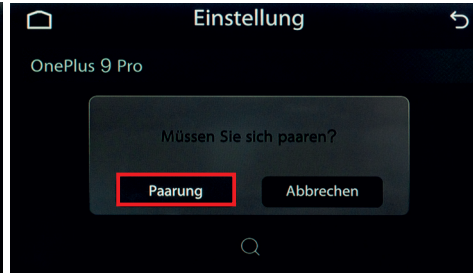 Einstellung
OnePlus 9 Pro
Müssen Sie sich paaren?
Paarung
Abbrechen